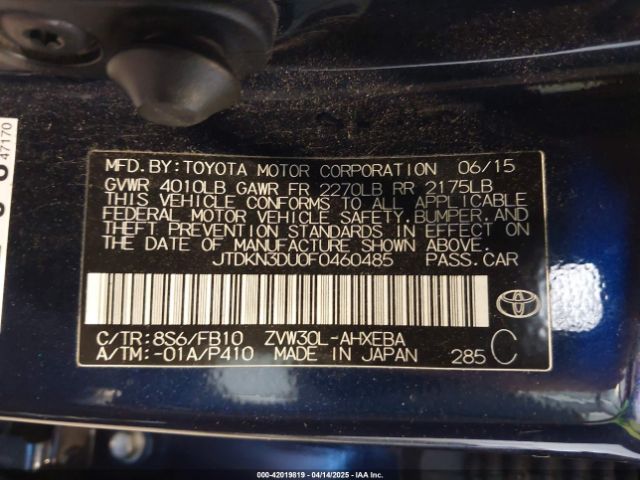 47170
MFD. BY: TOYOTA MOTOR CORPORATION 06/15
GVWR 4010LB GAWR FR 2270LB RR 2175LB
THIS VEHICLE CONFORMS TO ALL APPLICABLE
FEDERAL MOTOR VEHICLE SAFETY, BUMPER, AND
THEFT PREVENTION STANDARDS IN EFFECT ON
THE DATE OF MANUFACTURE SHOWN ABOVE.
JTDKN3DU0F0460485 PASS. CAR
C/TR: 8S6/FB10 ZVW30L-AHXEBA
A/TM: -01A/P410 MADE IN JAPAN 285 C
000-42019819 | 04/14/2025 - IAA Inc.